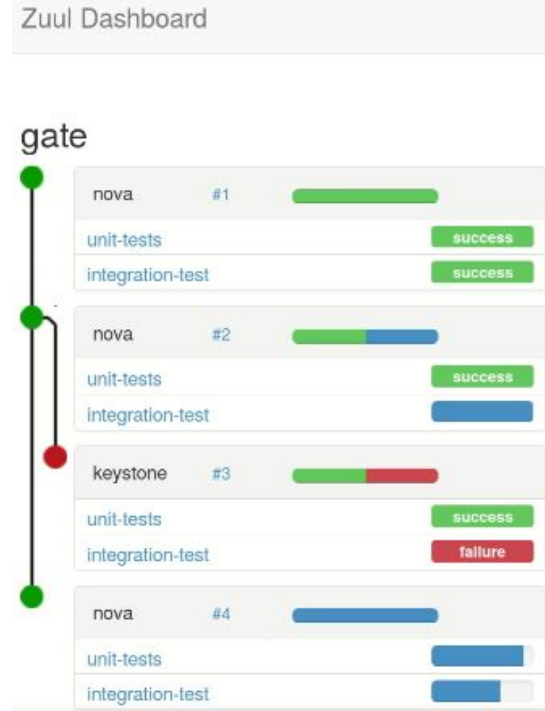 Zuul Dashboard
gate
nova #1
unit-tests success
integration-test success
nova #2
unit-tests success
integration-test
keystone #3
unit-tests success
integration-test failure
nova #4
unit-tests
integration-test